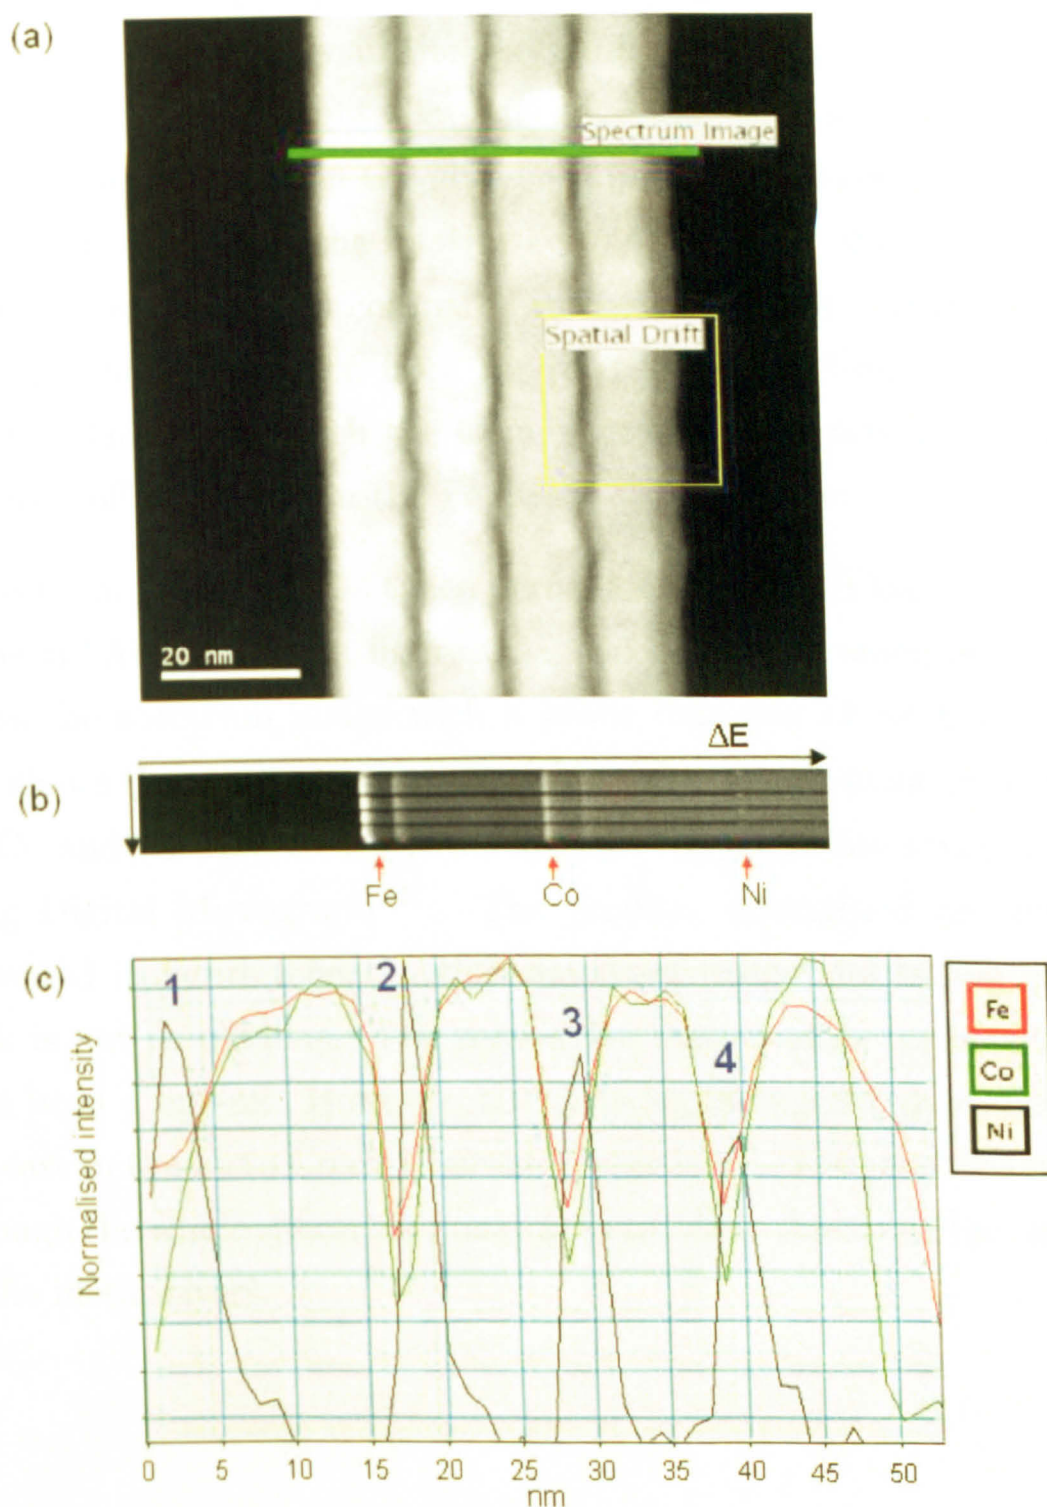 (a)
Spectrum Image
Spatial Drift
20 nm
ΔE
(b)
Fe Co Ni
(c)
1 2 3 4
Normalised intensity
Fe
Co
Ni
0 5 10 15 20 25 30 35 40 45 50
nm